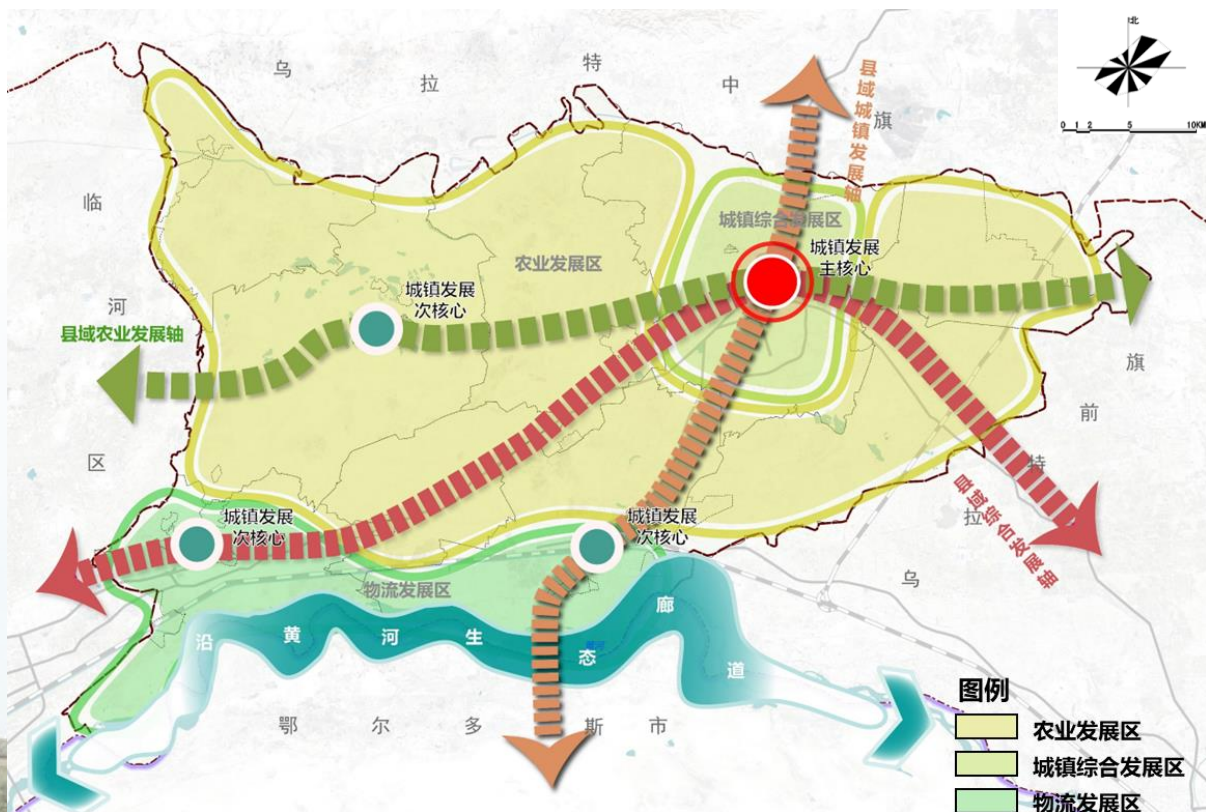 北
0 1 2 5 10KM
乌拉特中旗
县域城镇发展轴
临河区
城镇综合发展区
城镇发展
主核心
农业发展区
城镇发展
次核心
县域农业发展轴
乌拉特前旗
县域综合发展轴
城镇发展
次核心
城镇发展
次核心
物流发展区
沿黄河生态廊道
鄂尔多斯市
图例
农业发展区
城镇综合发展区
物流发展区